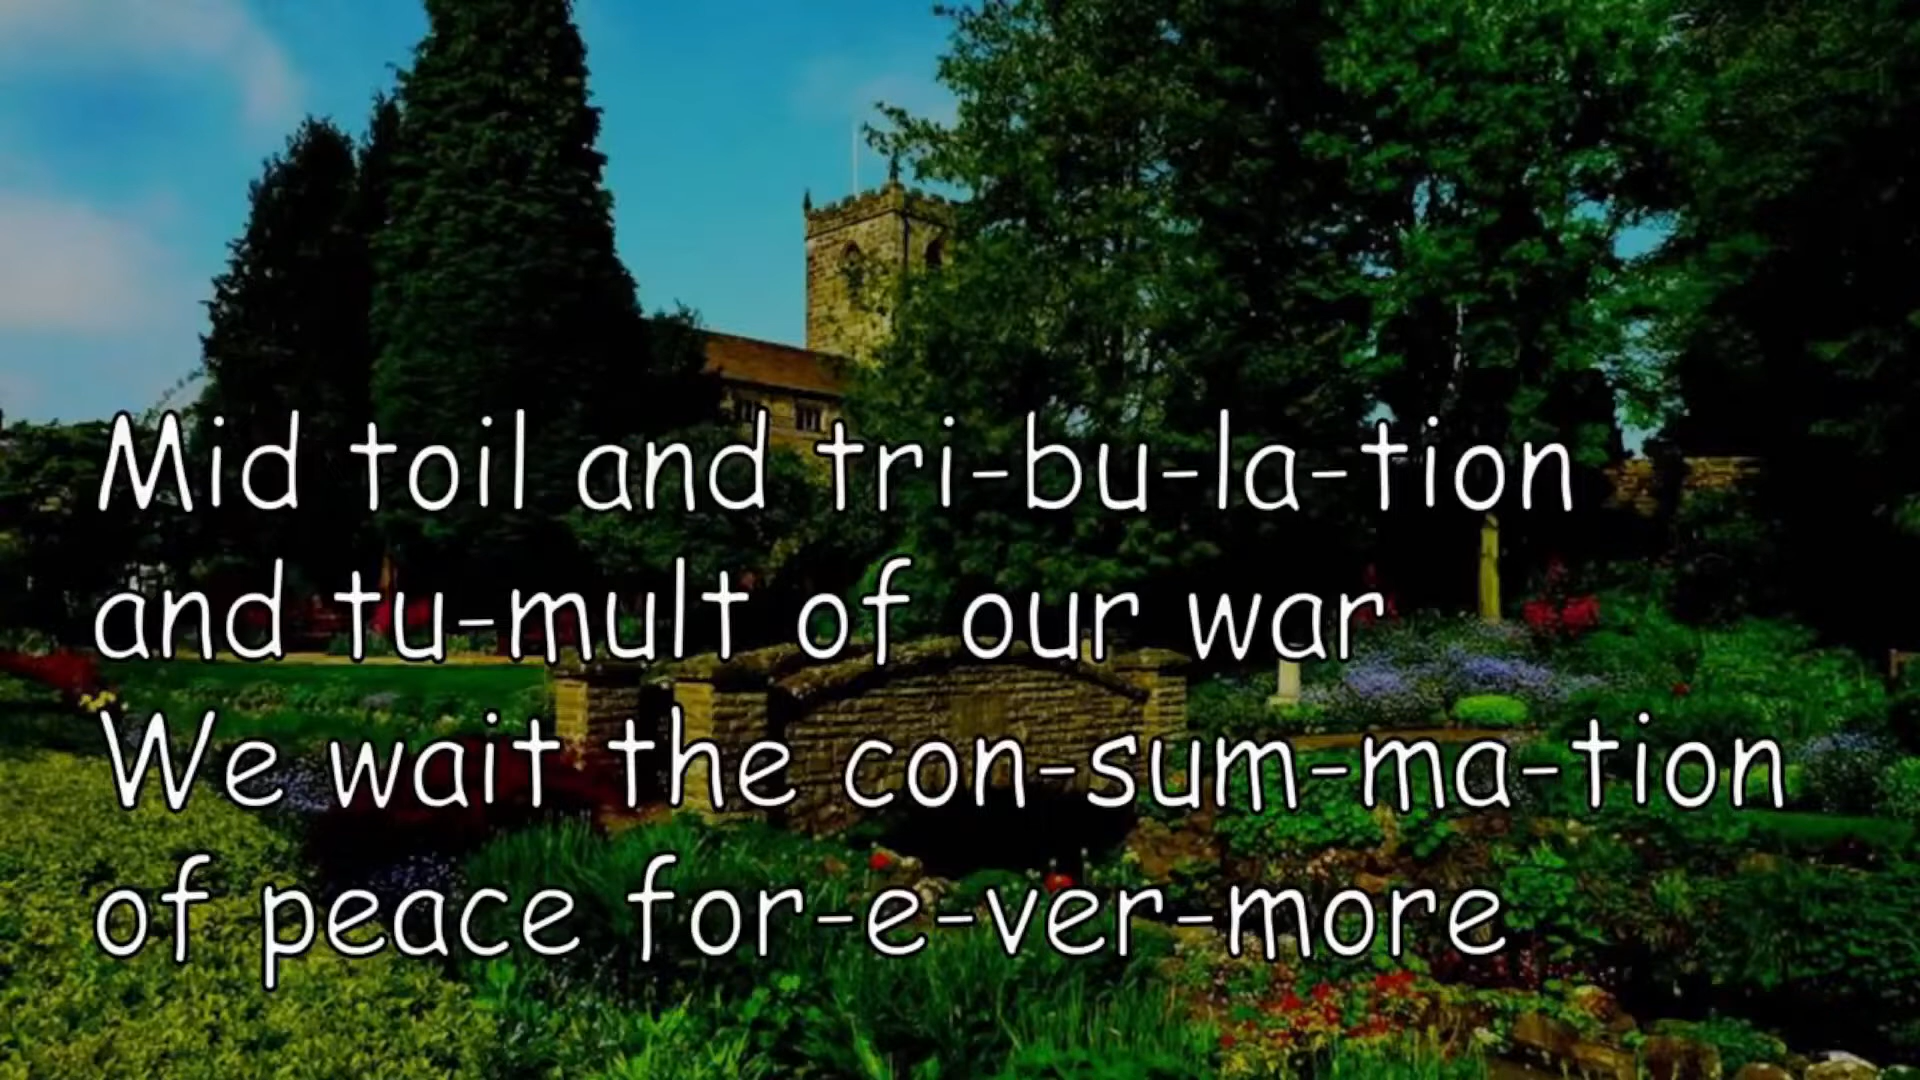 Mid toil and tri-bu-la-tion
and tu-mult of our war
We wait the con-sum-ma-tion
of peace for-e-ver-more